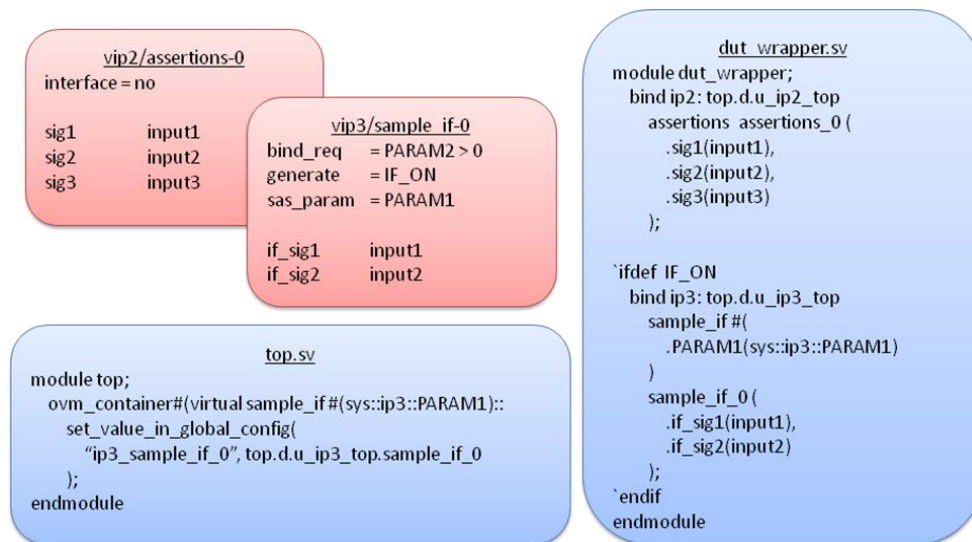 vip2/assertions-0
interface = no
sig1 input1
sig2 input2
sig3 input3
vip3/sample_if-0
bind_req = PARAM2 > 0
generate = IF_ON
sas_param = PARAM1
if_sig1 input1
if_sig2 input2
top.sv
module top;
ovm_container#(virtual sample_if #(sys::ip3::PARAM1)::
set_value_in_global_config(
“ip3_sample_if_0”, top.d.u_ip3_top.sample_if_0
);
endmodule
dut_wrapper.sv
module dut_wrapper;
bind ip2: top.d.u_ip2_top
assertions assertions_0 (
.sig1(input1),
.sig2(input2),
.sig3(input3)
);
`ifdef IF_ON
bind ip3: top.d.u_ip3_top
sample_if #(
.PARAM1(sys::ip3::PARAM1)
)
sample_if_0 (
.if_sig1(input1),
.if_sig2(input2)
);
`endif
endmodule